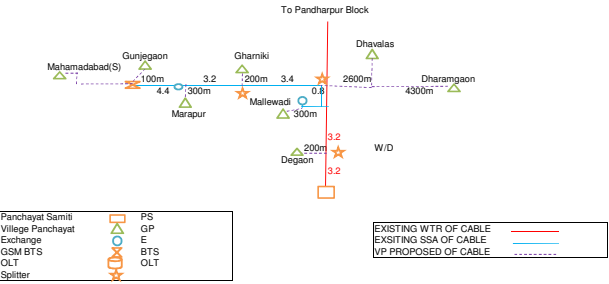 To Pandharpur Block
Dhavalas
Gunjegaon
Gharniki
Mahamadabad(S)
100m
3.2
200m
3.4
2600m
Dharamgaon
4.4
300m
0.8
4300m
Mallewadi
Marapur
300m
3.2
200m
W/D
Degaon
3.2
Panchayat Samiti PS
Villege Panchayat GP
Exchange E
GSM BTS BTS
OLT OLT
Splitter
EXISTING WTR OF CABLE
EXSITING SSA OF CABLE
VP PROPOSED OF CABLE